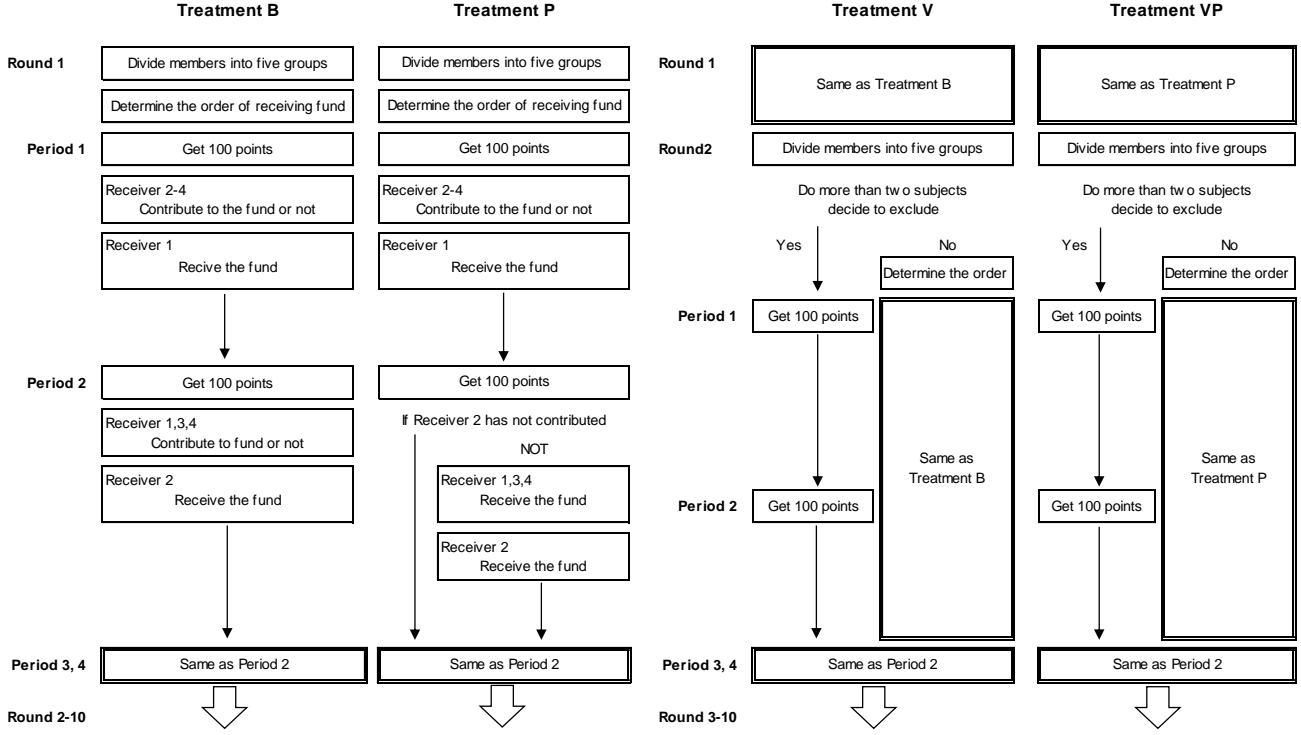 Treatment B
Treatment P
Round 1
Divide members into five groups
Divide members into five groups
Determine the order of receiving fund
Determine the order of receiving fund
Period 1
Get 100 points
Get 100 points
Receiver 2-4
Contribute to the fund or not
Receiver 2-4
Contribute to the fund or not
Receiver 1
Recive the fund
Receiver 1
Receive the fund
Period 2
Get 100 points
Get 100 points
Receiver 1,3,4
Contribute to fund or not
If Receiver 2 has not contributed
NOT
Receiver 2
Receive the fund
Receiver 1,3,4
Receive the fund
Receiver 2
Receive the fund
Period 3, 4
Same as Period 2
Same as Period 2
Round 2-10
Treatment V
Treatment VP
Round 1
Same as Treatment B
Same as Treatment P
Round2
Divide members into five groups
Divide members into five groups
Do more than two subjects
decide to exclude
Do more than two subjects
decide to exclude
Yes
No
Yes
No
Determine the order
Determine the order
Period 1
Get 100 points
Get 100 points
Same as
Treatment B
Same as
Treatment P
Period 2
Get 100 points
Get 100 points
Period 3, 4
Same as Period 2
Same as Period 2
Round 3-10